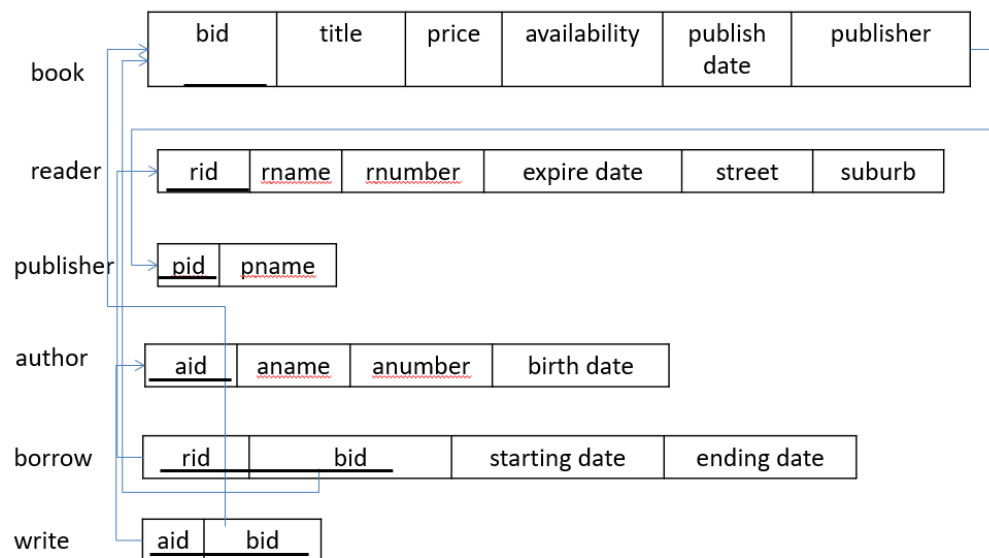 book
bid title price availability publish date publisher
reader
rid rname rnumber expire date street suburb
publisher
pid pname
author
aid aname anumber birth date
borrow
rid bid starting date ending date
write
aid bid